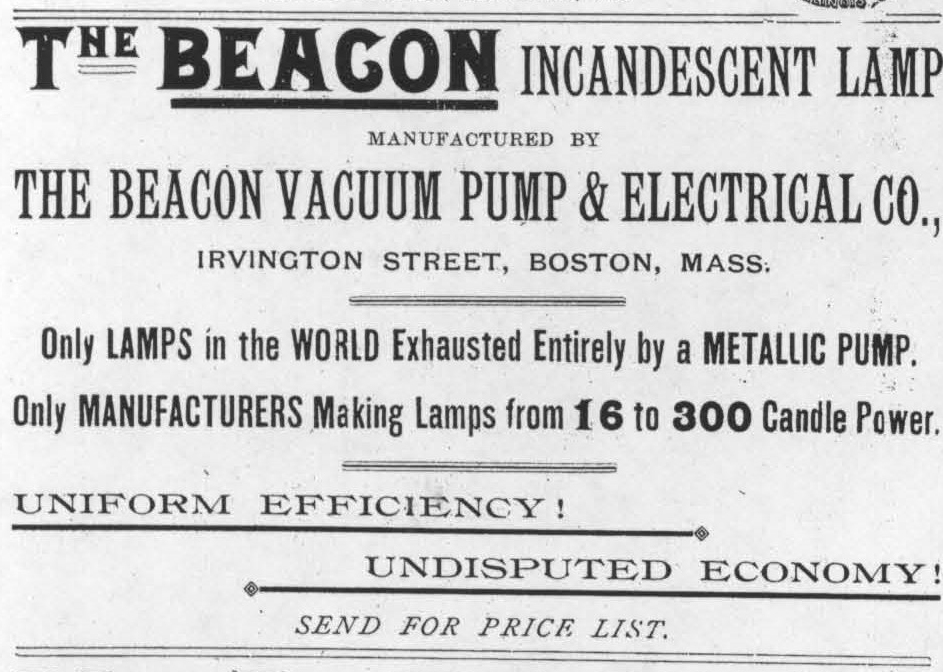 ILLINOIS
THE BEACON INCANDESCENT LAMP
MANUFACTURED BY
THE BEACON VACUUM PUMP & ELECTRICAL CO.,
IRVINGTON STREET, BOSTON, MASS.
Only LAMPS in the WORLD Exhausted Entirely by a METALLIC PUMP.
Only MANUFACTURERS Making Lamps from 16 to 300 Candle Power.
UNIFORM EFFICIENCY!
UNDISPUTED ECONOMY!
SEND FOR PRICE LIST.